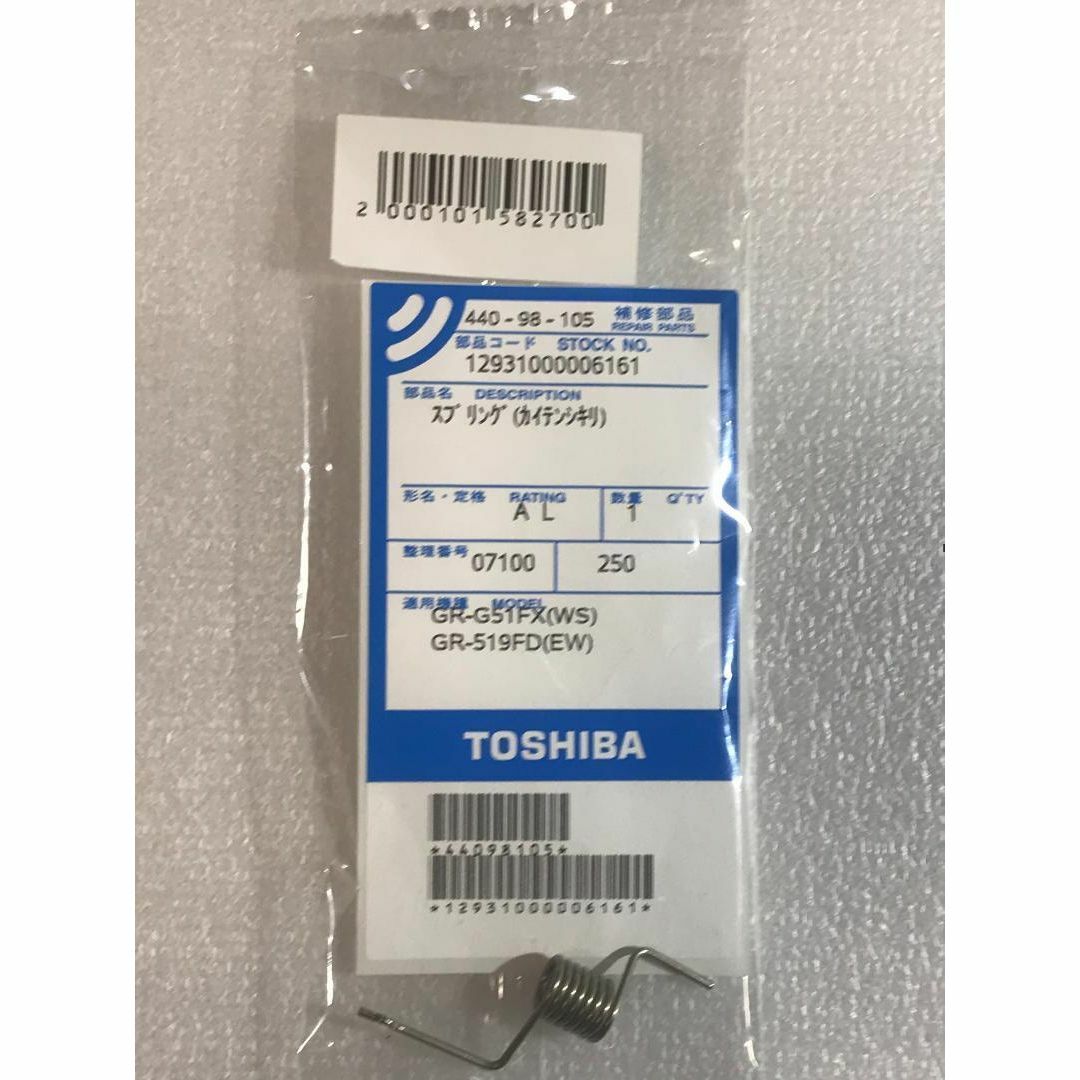 2 000101 582700
440-98-105 補修部品
REPAIR PARTS
部品コード STOCK NO.
12931000006161
部品名 DESCRIPTION
ｽﾌﾟﾘﾝｸﾞ(ｶｲﾃﾝｼｷﾘ)
形名・定格 RATING 数量 Q'TY
A L 1
整理番号 07100 250
適用機種 MODEL
GR-G51FX(WS)
GR-519FD(EW)
TOSHIBA
*44098105*
*12931000006161*